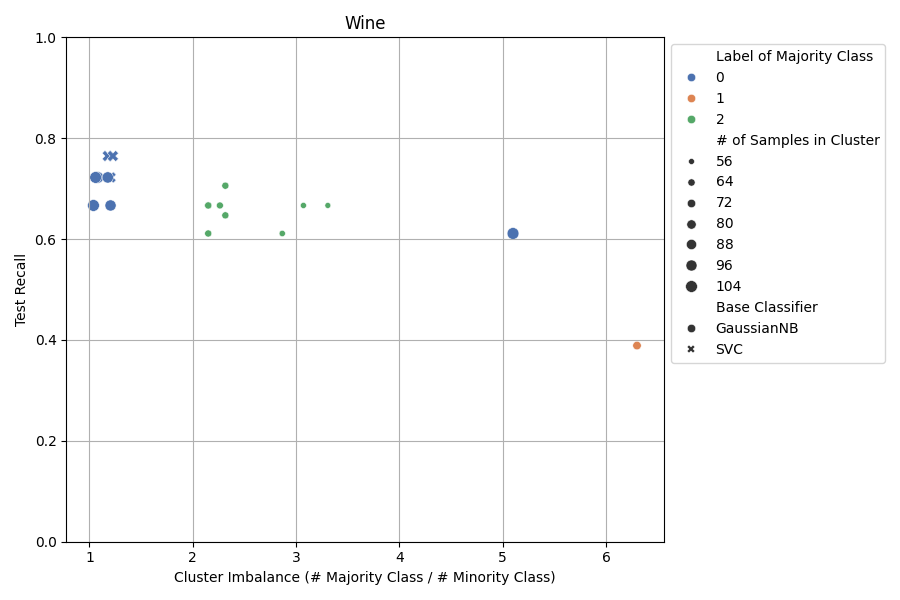 Wine
1.0
0.8
0.6
0.4
0.2
0.0
Test Recall
1 2 3 4 5 6
Cluster Imbalance (# Majority Class / # Minority Class)
Label of Majority Class
0
1
2
# of Samples in Cluster
56
64
72
80
88
96
104
Base Classifier
GaussianNB
SVC